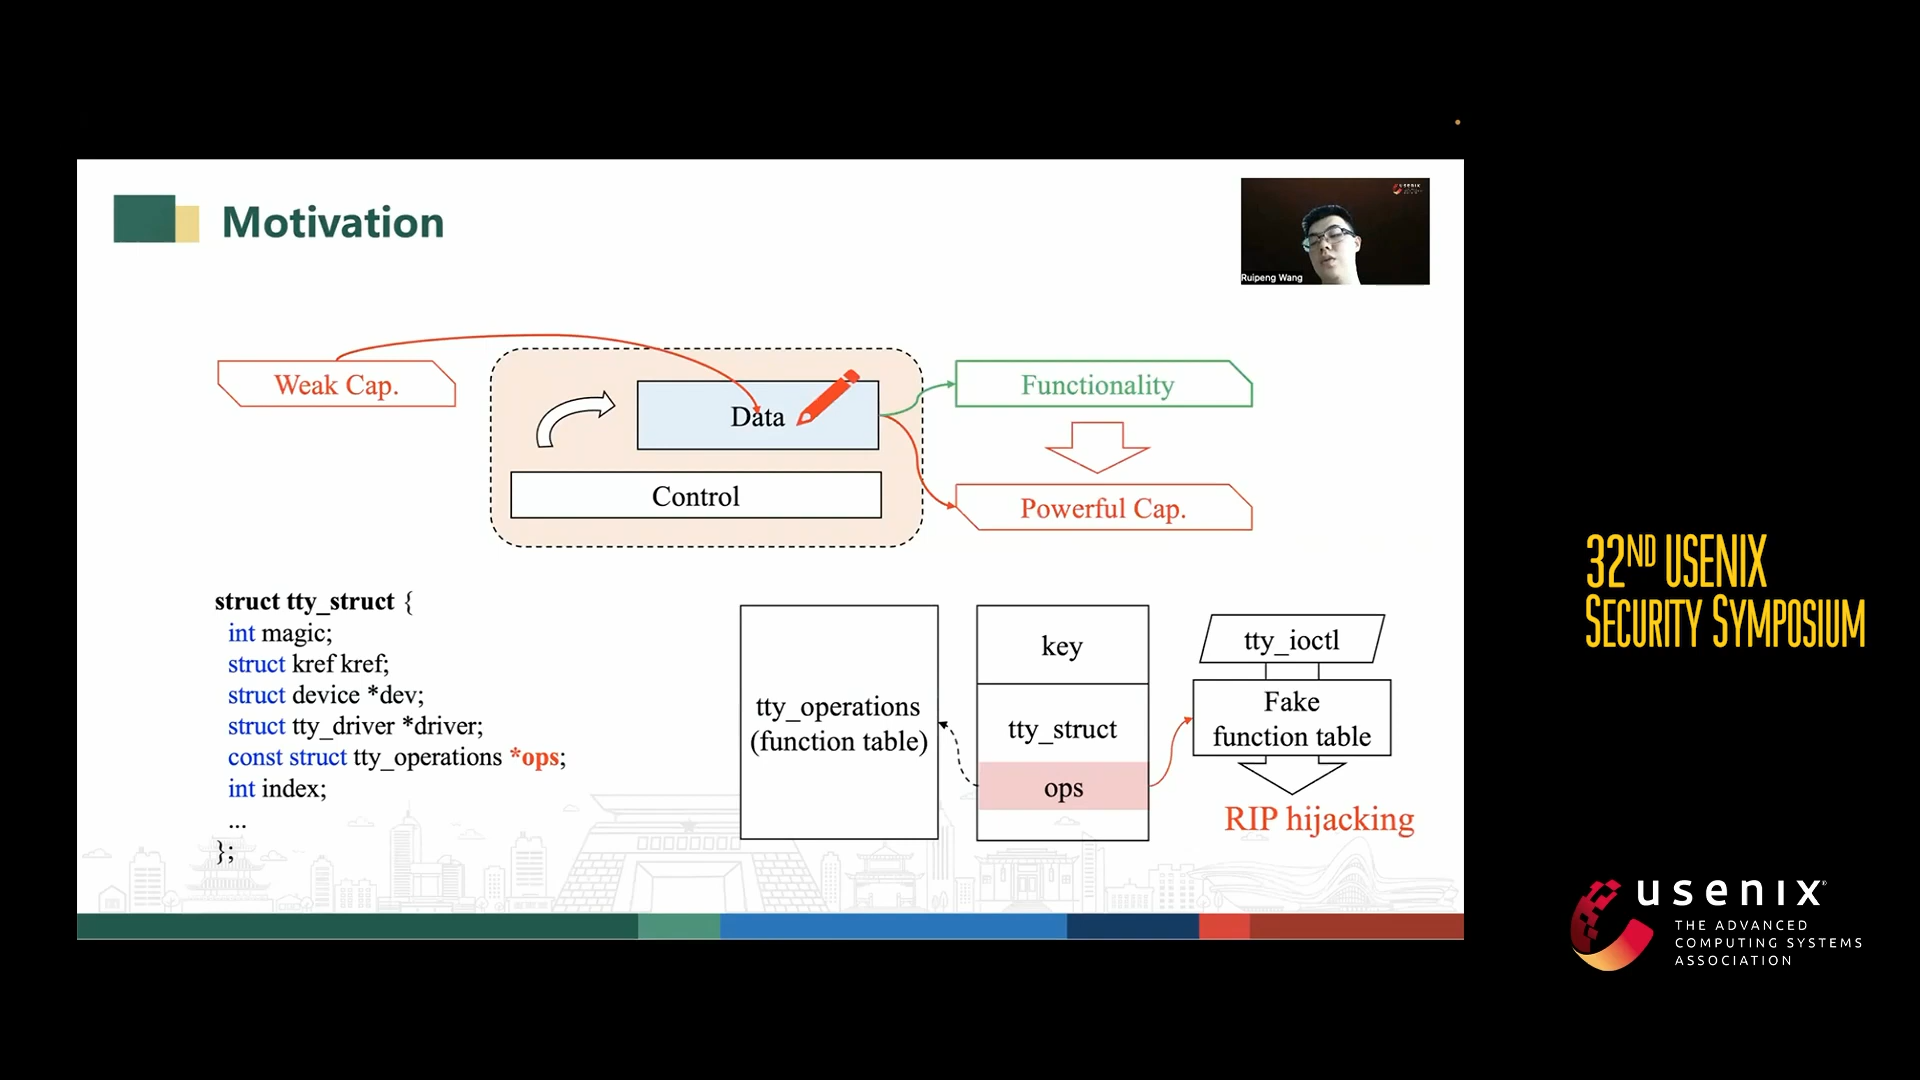 Motivation
USENIX
Ruipeng Wang
Weak Cap.
Data
Control
Functionality
Powerful Cap.
struct tty_struct {
int magic;
struct kref kref;
struct device *dev;
struct tty_driver *driver;
const struct tty_operations *ops;
int index;
...
};
tty_operations
(function table)
key
tty_struct
ops
tty_ioctl
Fake
function table
RIP hijacking
32ND USENIX
SECURITY SYMPOSIUM
usenix
THE ADVANCED
COMPUTING SYSTEMS
ASSOCIATION